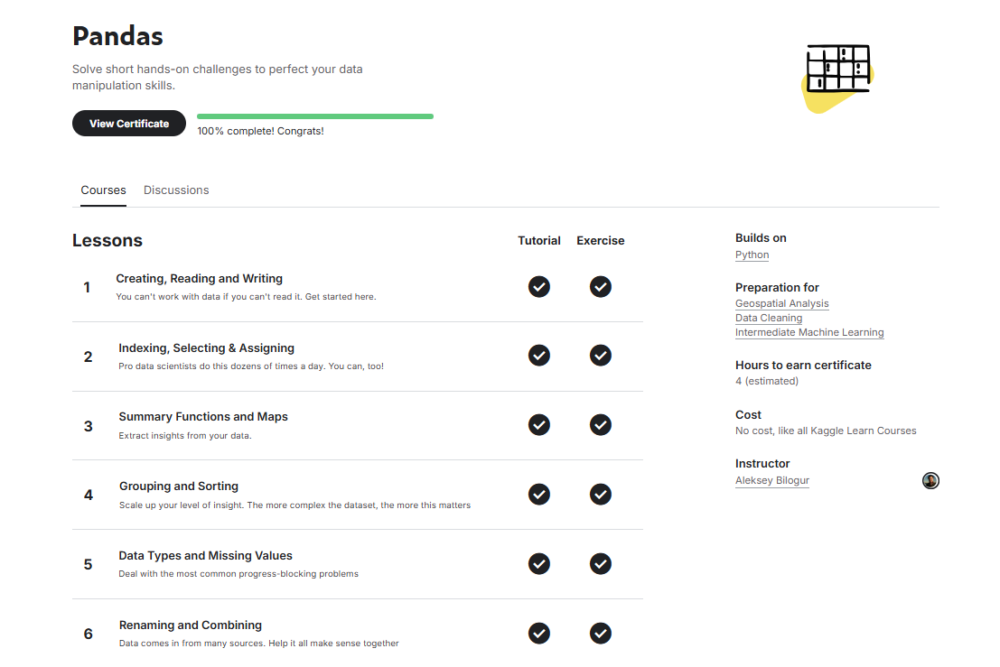 Pandas
Solve short hands-on challenges to perfect your data
manipulation skills.
View Certificate
100% complete! Congrats!
Courses Discussions
Lessons Tutorial Exercise
1 Creating, Reading and Writing
You can't work with data if you can't read it. Get started here.
2 Indexing, Selecting & Assigning
Pro data scientists do this dozens of times a day. You can, too!
3 Summary Functions and Maps
Extract insights from your data.
4 Grouping and Sorting
Scale up your level of insight. The more complex the dataset, the more this matters
5 Data Types and Missing Values
Deal with the most common progress-blocking problems
6 Renaming and Combining
Data comes in from many sources. Help it all make sense together
Builds on
Python
Preparation for
Geospatial Analysis
Data Cleaning
Intermediate Machine Learning
Hours to earn certificate
4 (estimated)
Cost
No cost, like all Kaggle Learn Courses
Instructor
Aleksey Bilogur